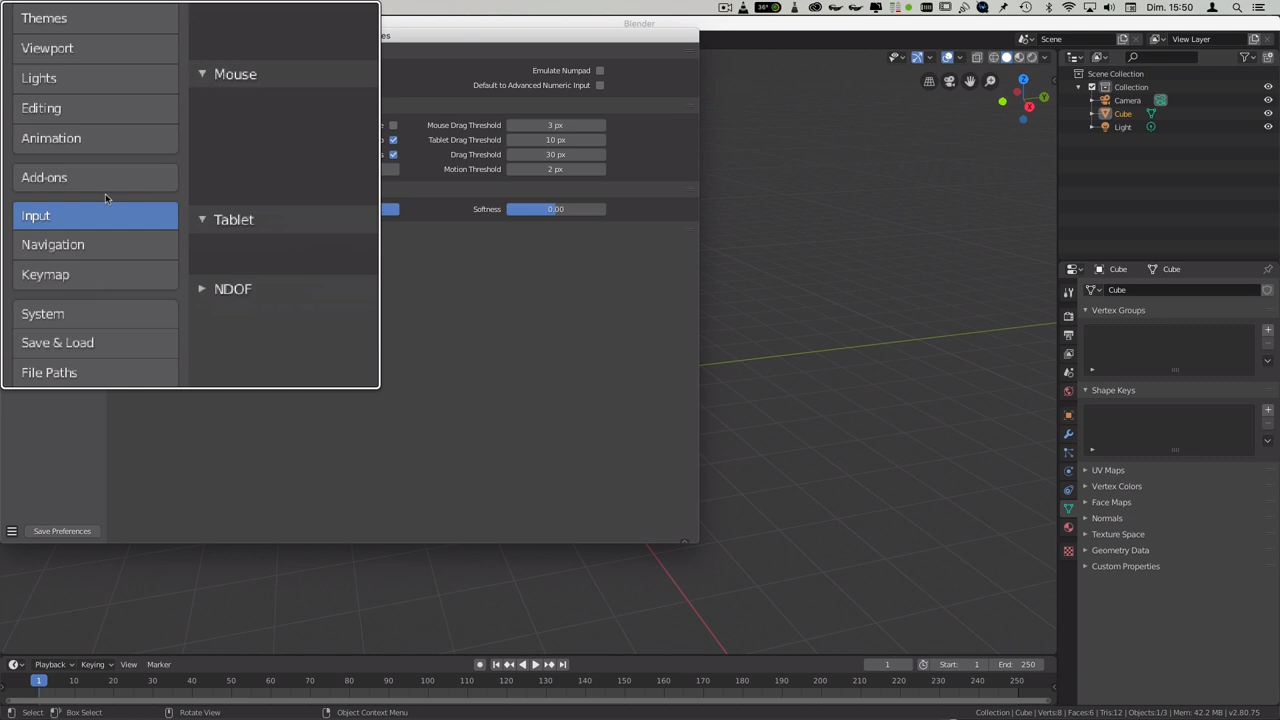 36°
Dim. 15:50
Blender
es
Themes
Viewport
Lights
Editing
Animation
Add-ons
Input
Navigation
Keymap
System
Save & Load
File Paths
Mouse
Tablet
NDOF
Emulate Numpad
Default to Advanced Numeric Input
Mouse Drag Threshold 3 px
Tablet Drag Threshold 10 px
Drag Threshold 30 px
Motion Threshold 2 px
Softness 0.00
Save Preferences
Scene
View Layer
Scene Collection
Collection
Camera
Cube
Light
Cube Cube
Cube
Vertex Groups
Shape Keys
UV Maps
Vertex Colors
Face Maps
Normals
Texture Space
Geometry Data
Custom Properties
X
Y
Z
Playback Keying View Marker
1 Start: 1 End: 250
1 10 20 30 40 50 60 70 80 90 100 110 120 130 140 150 160 170 180 190 200 210 220 230 240 250
Select Box Select Rotate View Object Context Menu
Collection | Cube | Verts:8 | Faces:6 | Tris:12 | Objects:1/3 | Mem: 42.2 MB | v2.80.75